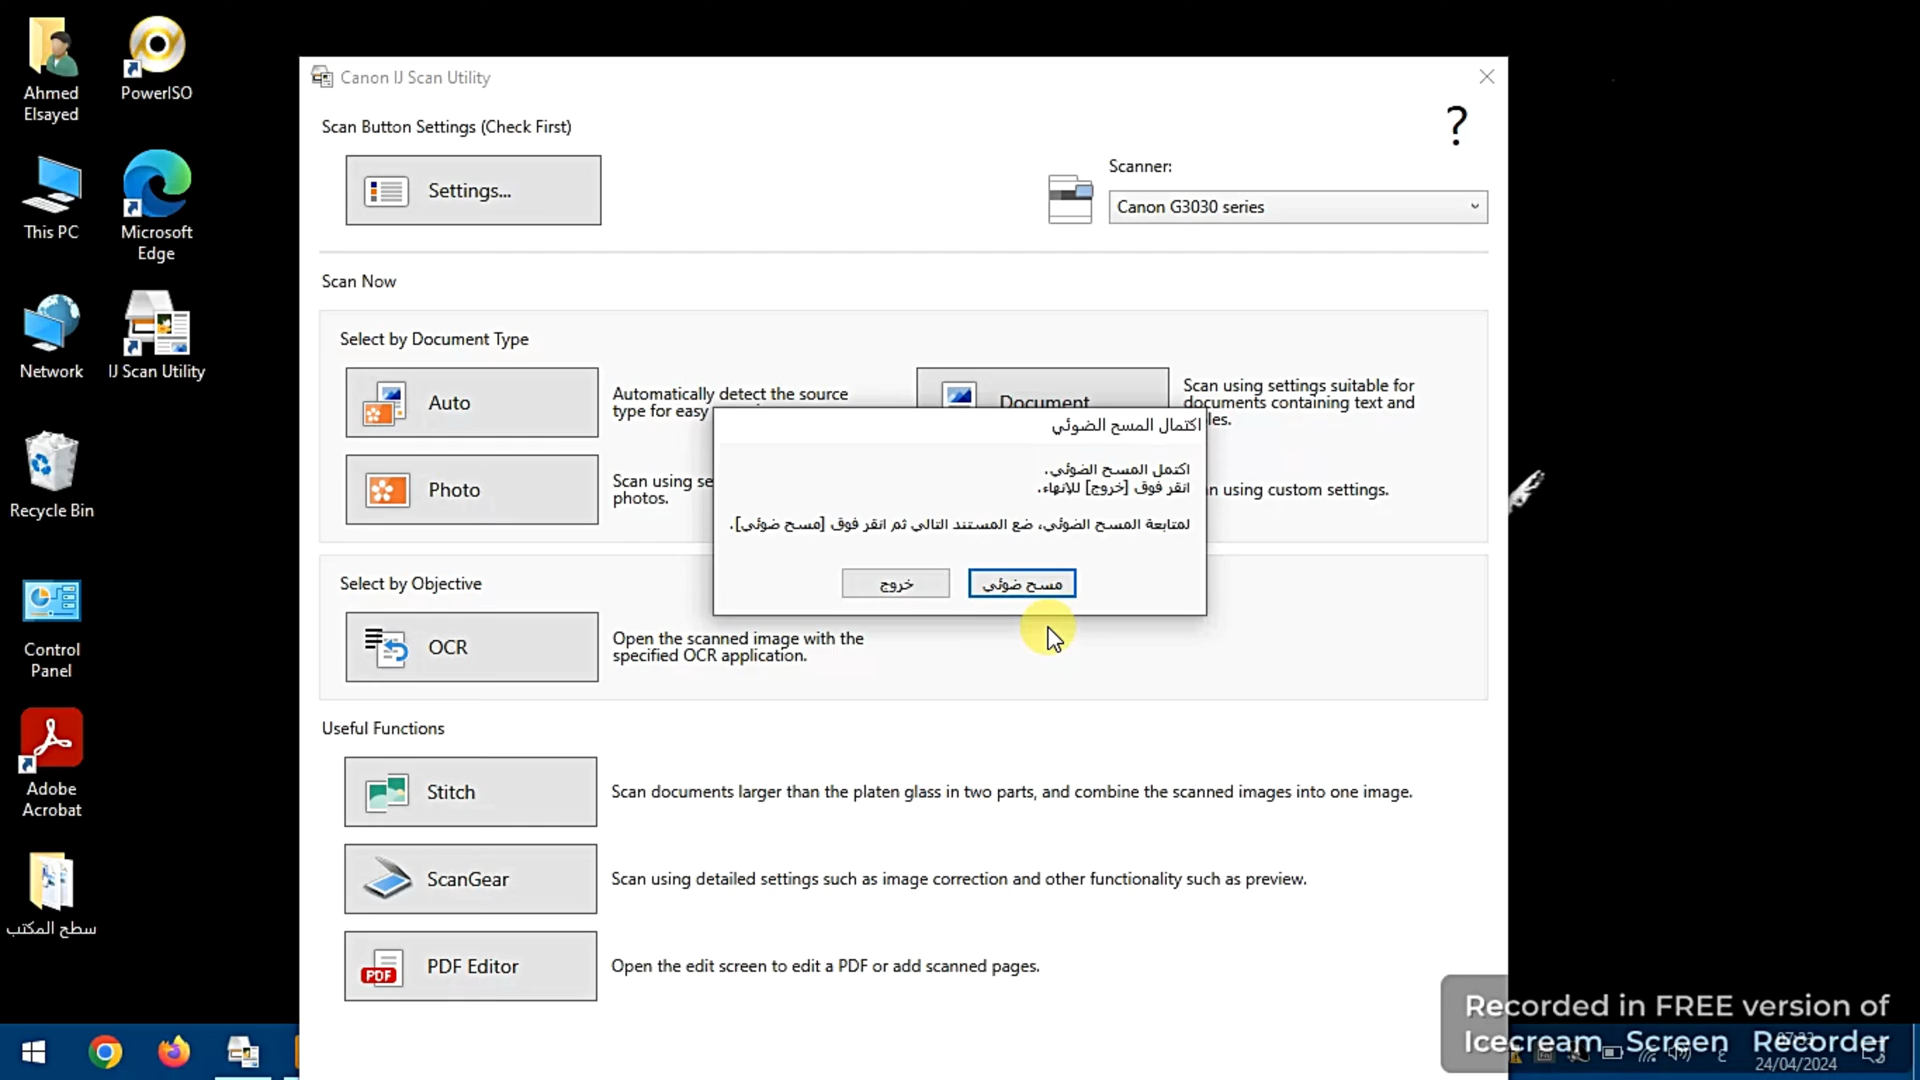 Ahmed
Elsayed
PowerISO
This PC
Microsoft
Edge
Network
IJ Scan Utility
Recycle Bin
Control
Panel
Adobe
Acrobat
سطح المكتب
Canon IJ Scan Utility
Scan Button Settings (Check First)
?
Settings...
Scanner:
Canon G3030 series
Scan Now
Select by Document Type
Auto
Automatically detect the source
type for easy
Document
Scan using settings suitable for
documents containing text and
les.
Photo
Scan using se
photos.
n using custom settings.
اكتمال المسح الضوئي
اكتمل المسح الضوئي.
انقر فوق [خروج] للإنهاء.
لمتابعة المسح الضوئي، ضع المستند التالي ثم انقر فوق [مسح ضوئي].
مسح ضوئي
خروج
Select by Objective
OCR
Open the scanned image with the
specified OCR application.
Useful Functions
Stitch
Scan documents larger than the platen glass in two parts, and combine the scanned images into one image.
ScanGear
Scan using detailed settings such as image correction and other functionality such as preview.
PDF
PDF Editor
Open the edit screen to edit a PDF or add scanned pages.
Recorded in FREE version of
Icecream Screen Recorder
ع
24/04/2024